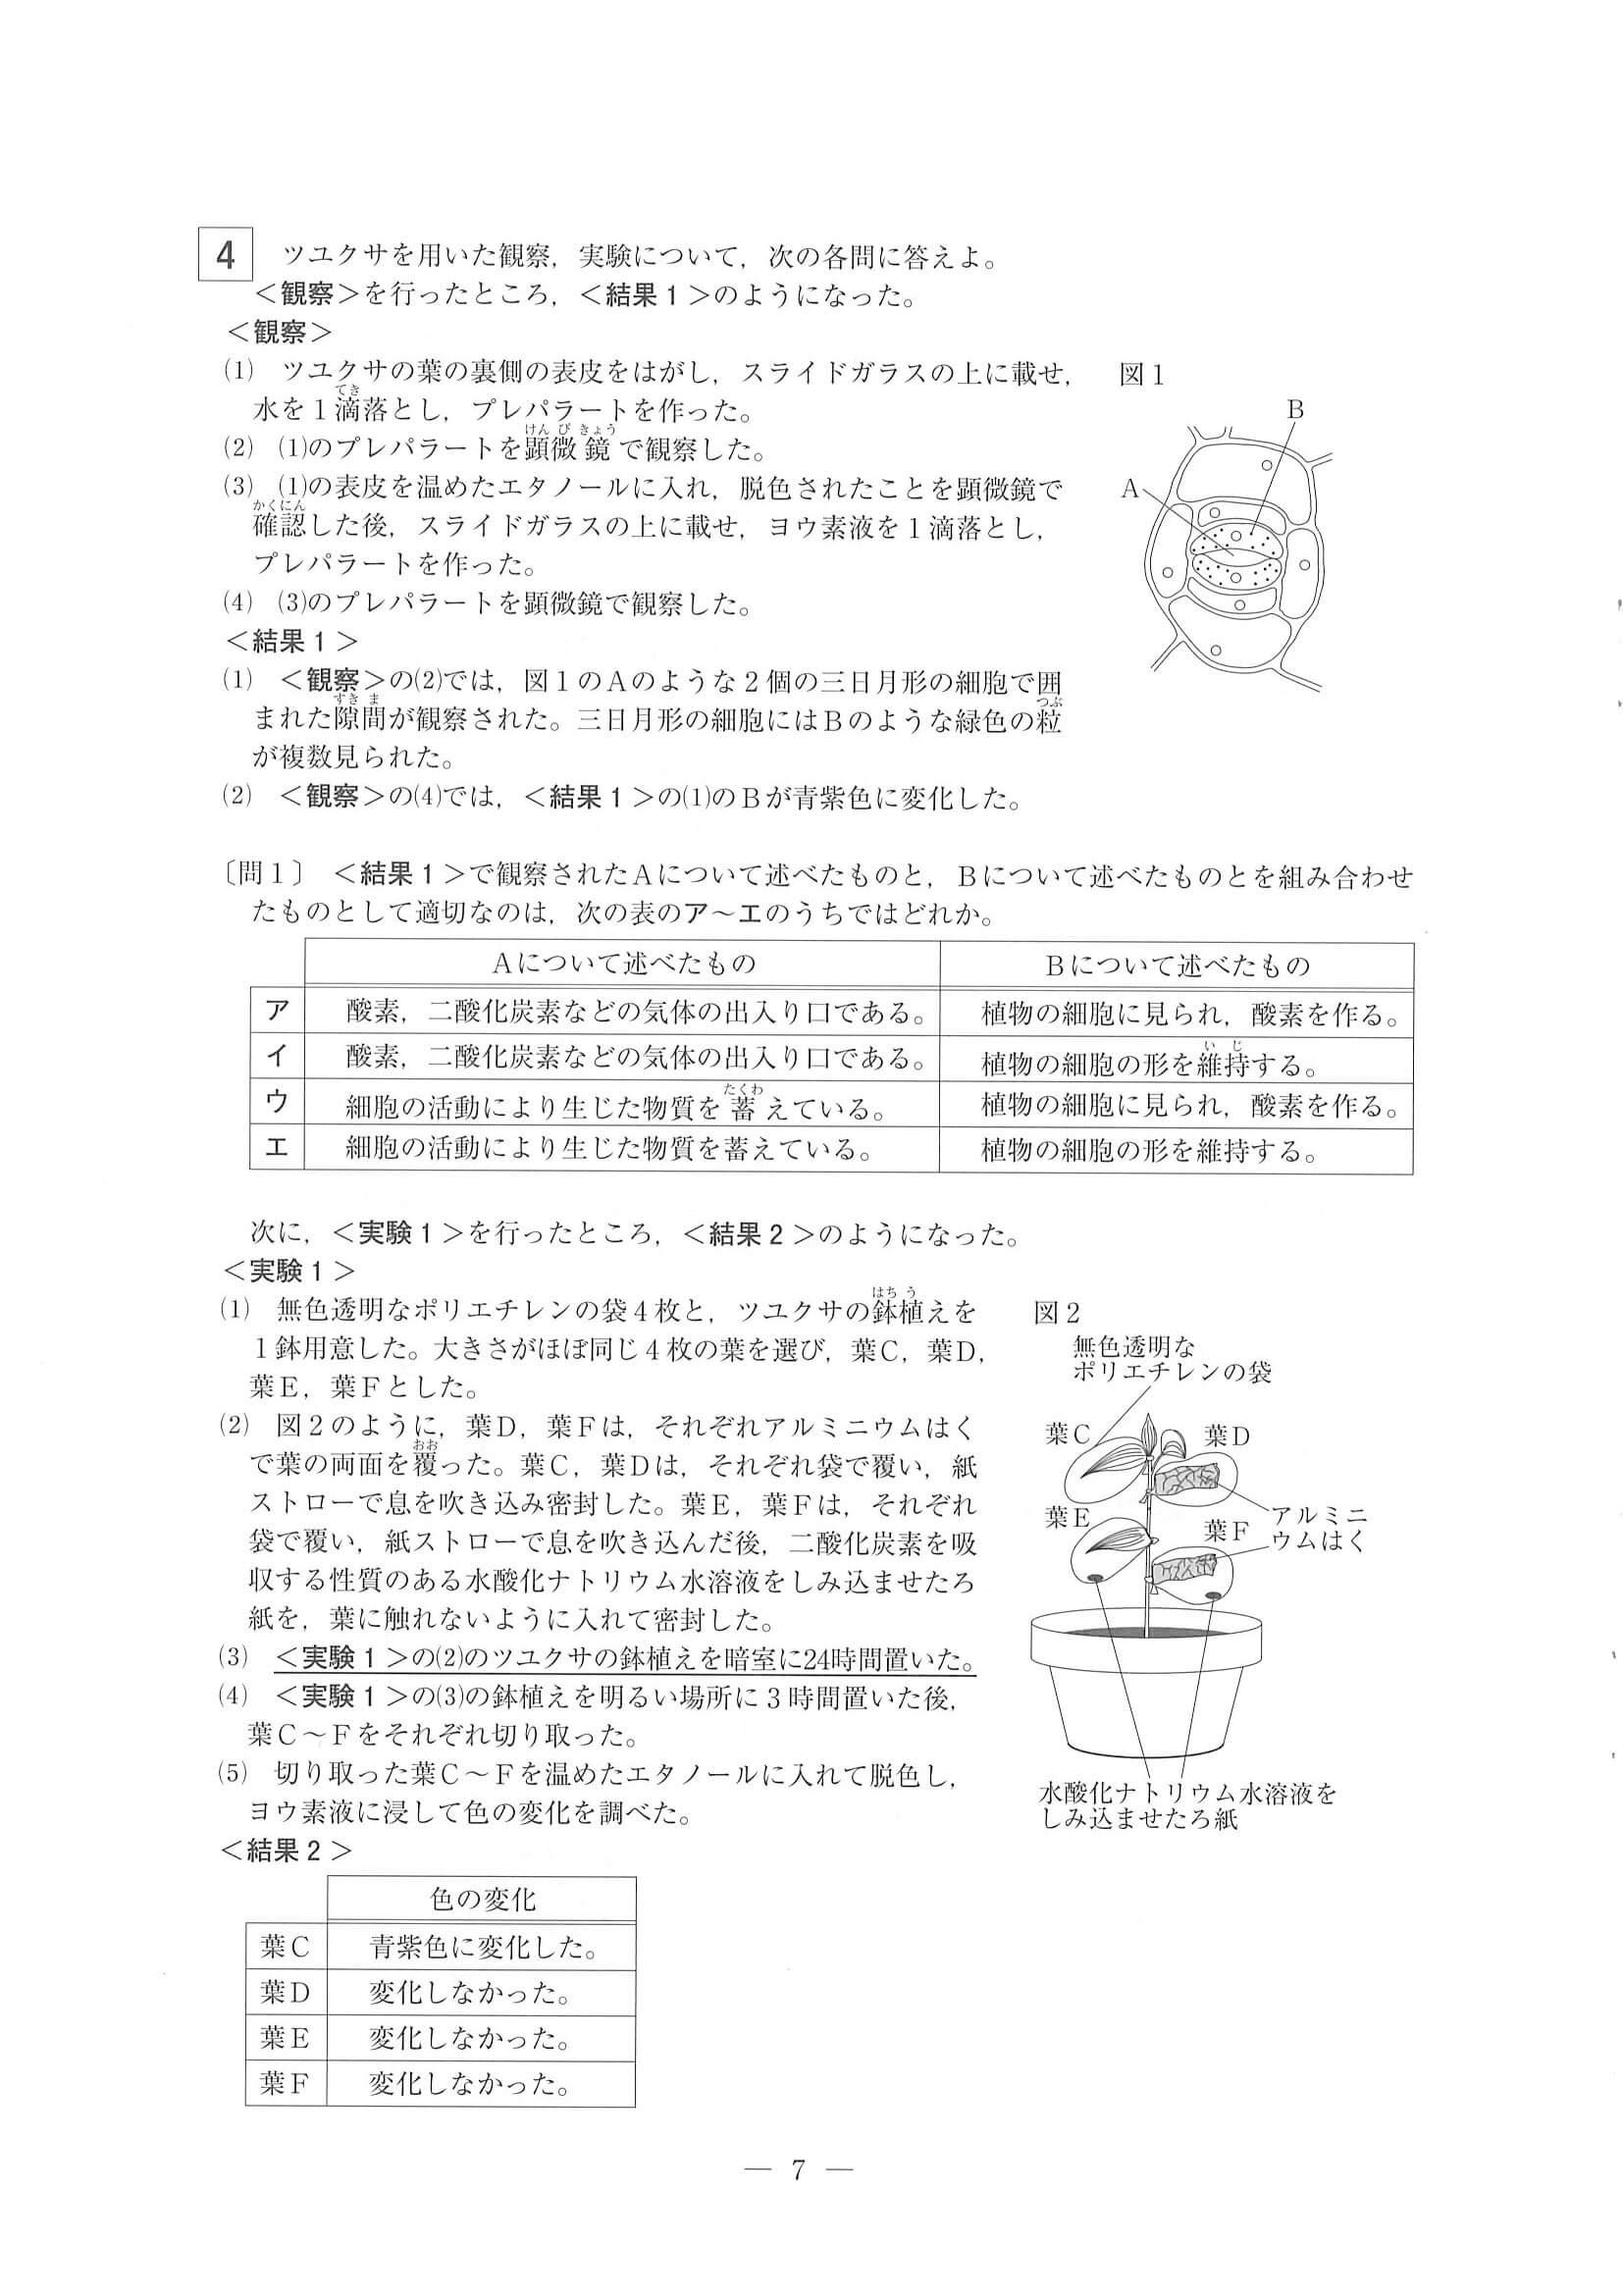 4 ツユクサを用いた観察，実験について，次の各問に答えよ。
＜観察＞を行ったところ，＜結果１＞のようになった。
＜観察＞
(1) ツユクサの葉の裏側の表皮をはがし，スライドガラスの上に載せ，
てき
水を１滴落とし，プレパラートを作った。
けんびきょう
(2) (1)のプレパラートを顕微鏡で観察した。
(3) (1)の表皮を温めたエタノールに入れ，脱色されたことを顕微鏡で
かくにん
確認した後，スライドガラスの上に載せ，ヨウ素液を１滴落とし，
プレパラートを作った。
(4) (3)のプレパラートを顕微鏡で観察した。
図１
B
A
＜結果１＞
(1) ＜観察＞の(2)では，図１のＡのような２個の三日月形の細胞で囲
すきま
つぶ
まれた隙間が観察された。三日月形の細胞にはＢのような緑色の粒
が複数見られた。
(2) ＜観察＞の(4)では，＜結果１＞の(1)のＢが青紫色に変化した。
〔問１〕 ＜結果１＞で観察されたＡについて述べたものと，Ｂについて述べたものとを組み合わせ
たものとして適切なのは，次の表のア～エのうちではどれか。
Ａについて述べたもの Ｂについて述べたもの
ア 酸素，二酸化炭素などの気体の出入り口である。 植物の細胞に見られ，酸素を作る。
いじ
イ 酸素，二酸化炭素などの気体の出入り口である。 植物の細胞の形を維持する。
たくわ
ウ 細胞の活動により生じた物質を蓄えている。 植物の細胞に見られ，酸素を作る。
エ 細胞の活動により生じた物質を蓄えている。 植物の細胞の形を維持する。
次に，＜実験１＞を行ったところ，＜結果２＞のようになった。
＜実験１＞
はちう
(1) 無色透明なポリエチレンの袋４枚と，ツユクサの鉢植えを
１鉢用意した。大きさがほぼ同じ４枚の葉を選び，葉Ｃ，葉Ｄ，
葉Ｅ，葉Ｆとした。
(2) 図２のように，葉Ｄ，葉Ｆは，それぞれアルミニウムはく
おお
で葉の両面を覆った。葉Ｃ，葉Ｄは，それぞれ袋で覆い，紙
ストローで息を吹き込み密封した。葉Ｅ，葉Ｆは，それぞれ
袋で覆い，紙ストローで息を吹き込んだ後，二酸化炭素を吸
収する性質のある水酸化ナトリウム水溶液をしみ込ませたろ
紙を，葉に触れないように入れて密封した。
(3) ＜実験１＞の(2)のツユクサの鉢植えを暗室に24時間置いた。
(4) ＜実験１＞の(3)の鉢植えを明るい場所に３時間置いた後，
葉Ｃ～Ｆをそれぞれ切り取った。
(5) 切り取った葉Ｃ～Ｆを温めたエタノールに入れて脱色し，
ヨウ素液に浸して色の変化を調べた。
図２
無色透明な
ポリエチレンの袋
葉Ｃ
葉Ｄ
葉Ｅ
葉Ｆ
アルミニ
ウムはく
水酸化ナトリウム水溶液を
しみ込ませたろ紙
＜結果２＞
色の変化
葉Ｃ 青紫色に変化した。
葉Ｄ 変化しなかった。
葉Ｅ 変化しなかった。
葉Ｆ 変化しなかった。
― 7 ―